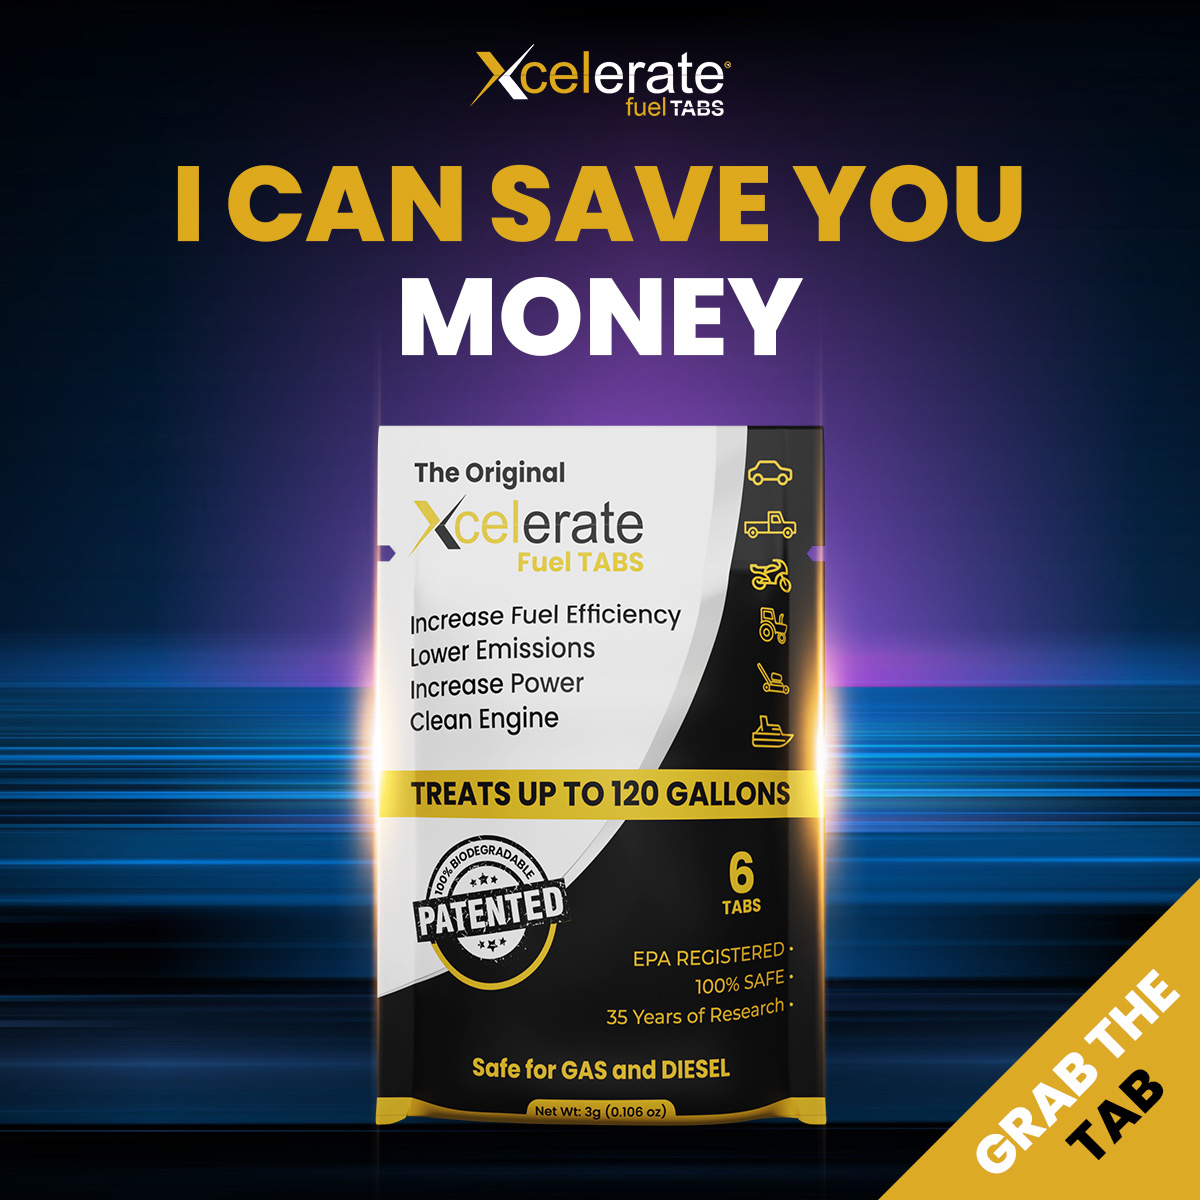 Xcelerate
fuel TABS
I CAN SAVE YOU
MONEY
The Original
Xcelerate
Fuel TABS
Increase Fuel Efficiency
Lower Emissions
Increase Power
Clean Engine
TREATS UP TO 120 GALLONS
100% BIODEGRADABLE
PATENTED
6
TABS
EPA REGISTERED •
100% SAFE •
35 Years of Research •
Safe for GAS and DIESEL
Net Wt: 3g (0.106 oz)
GRAB THE
TAB